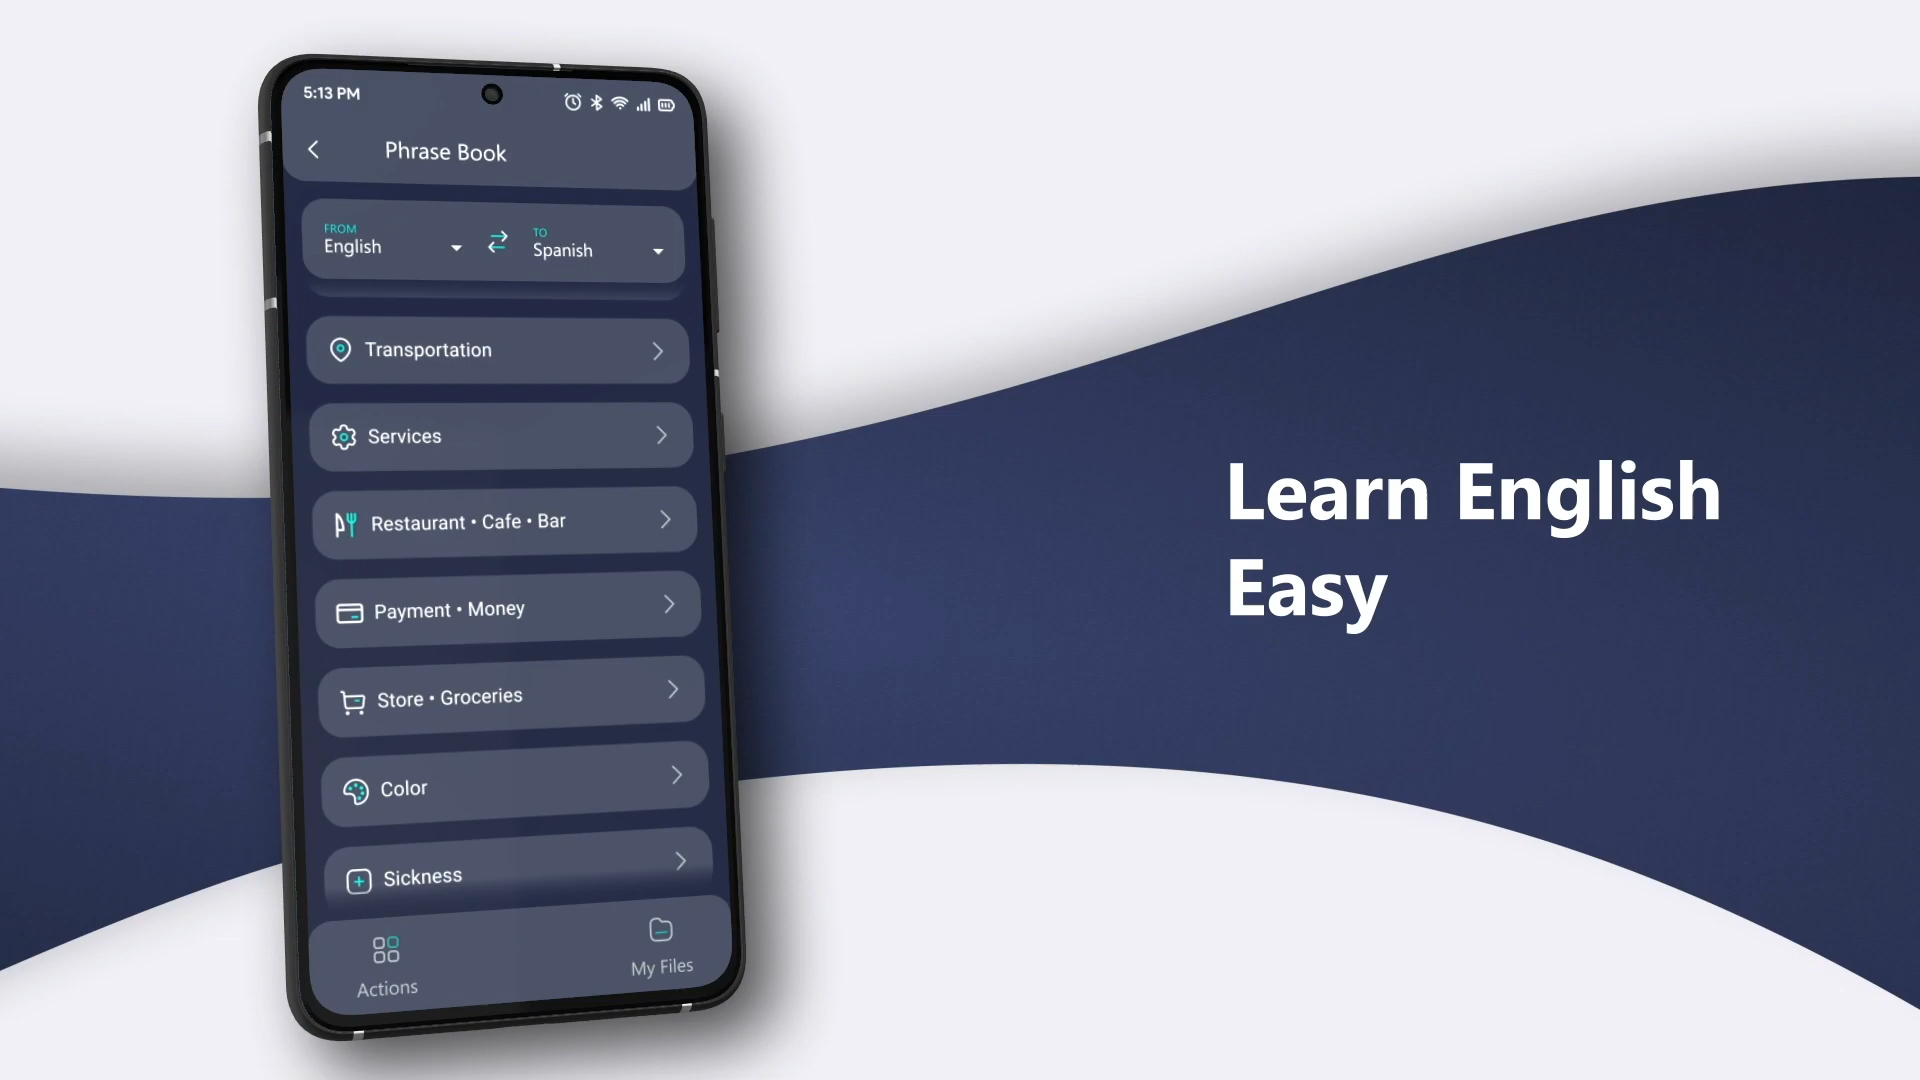 5:13 PM
Phrase Book
FROM
English
TO
Spanish
Transportation
Services
Restaurant • Cafe • Bar
Payment • Money
Store • Groceries
Color
Sickness
Actions
My Files
Learn English
Easy